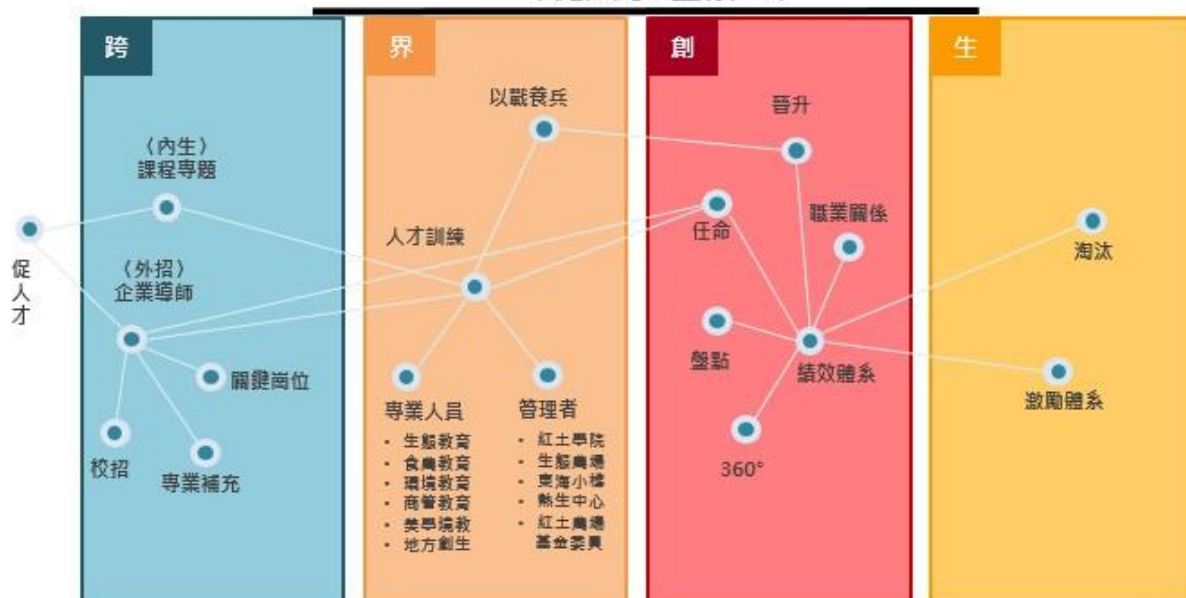 跨
界
創
生
促
人
才
(內生)
課程專題
(外招)
企業導師
關鍵崗位
校招
專業補充
以戰養兵
人才訓練
專業人員
• 生態教育
• 食農教育
• 環境教育
• 商管教育
• 美學境教
• 地方創生
管理者
• 紅土學院
• 生態農場
• 東海小棧
• 熱生中心
• 紅土農場
基金委員
晉升
任命
職業關係
盤點
績效體系
360°
淘汰
激勵體系